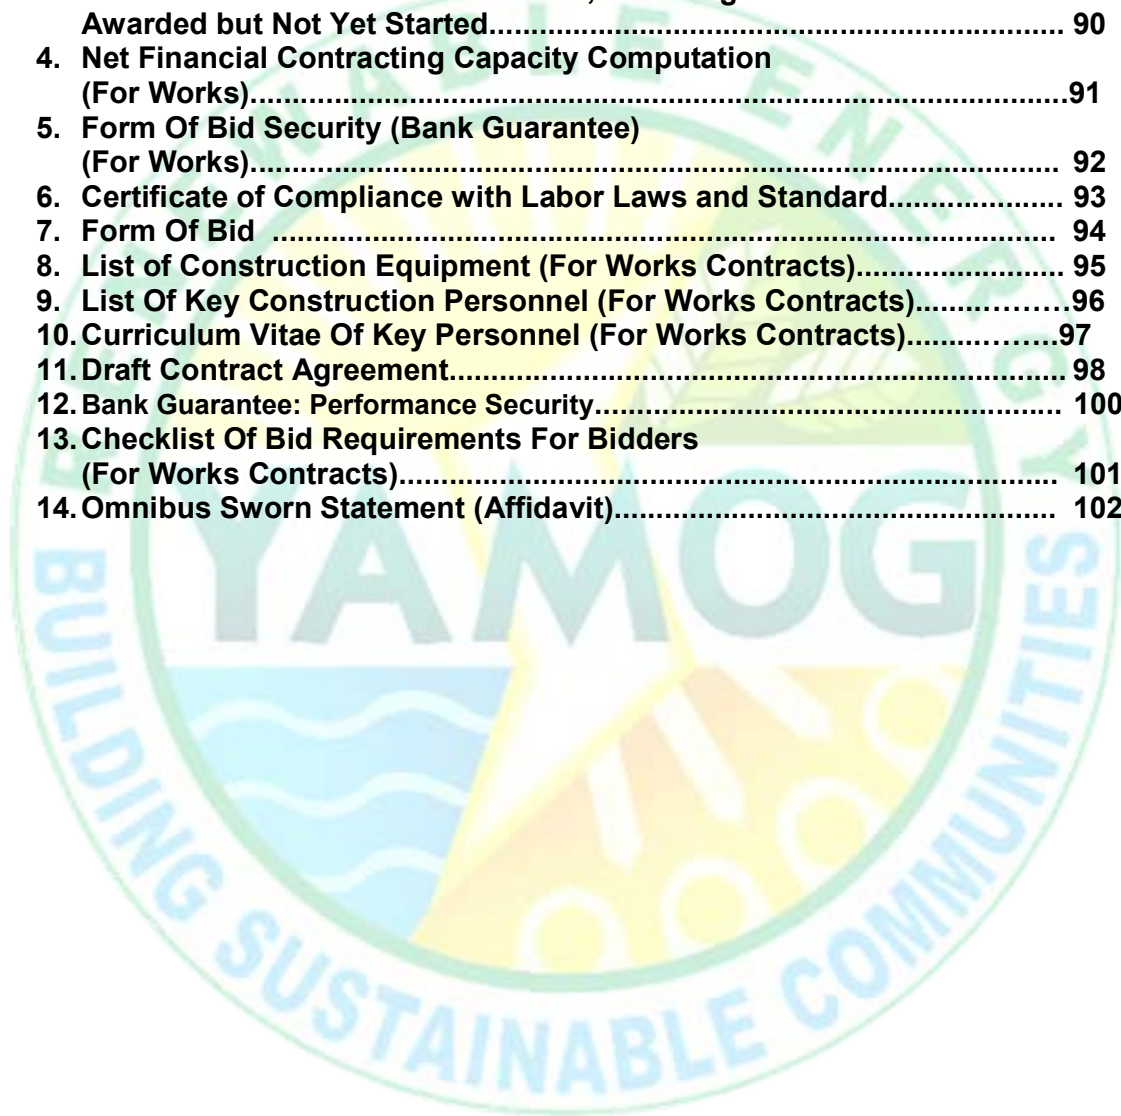 Awarded but Not Yet Started..................................................................... 90
4. Net Financial Contracting Capacity Computation
(For Works)..................................................................................................91
5. Form Of Bid Security (Bank Guarantee)
(For Works)................................................................................................. 92
6. Certificate of Compliance with Labor Laws and Standard..................... 93
7. Form Of Bid .............................................................................................. 94
8. List of Construction Equipment (For Works Contracts)......................... 95
9. List Of Key Construction Personnel (For Works Contracts).......………96
10. Curriculum Vitae Of Key Personnel (For Works Contracts).........………97
11. Draft Contract Agreement.......................................................................... 98
12. Bank Guarantee: Performance Security........................................................ 100
13. Checklist Of Bid Requirements For Bidders
(For Works Contracts)............................................................................... 101
14. Omnibus Sworn Statement (Affidavit)..................................................... 102
RENEWABLE ENERGY
YAMOG
BUILDING SUSTAINABLE COMMUNITIES